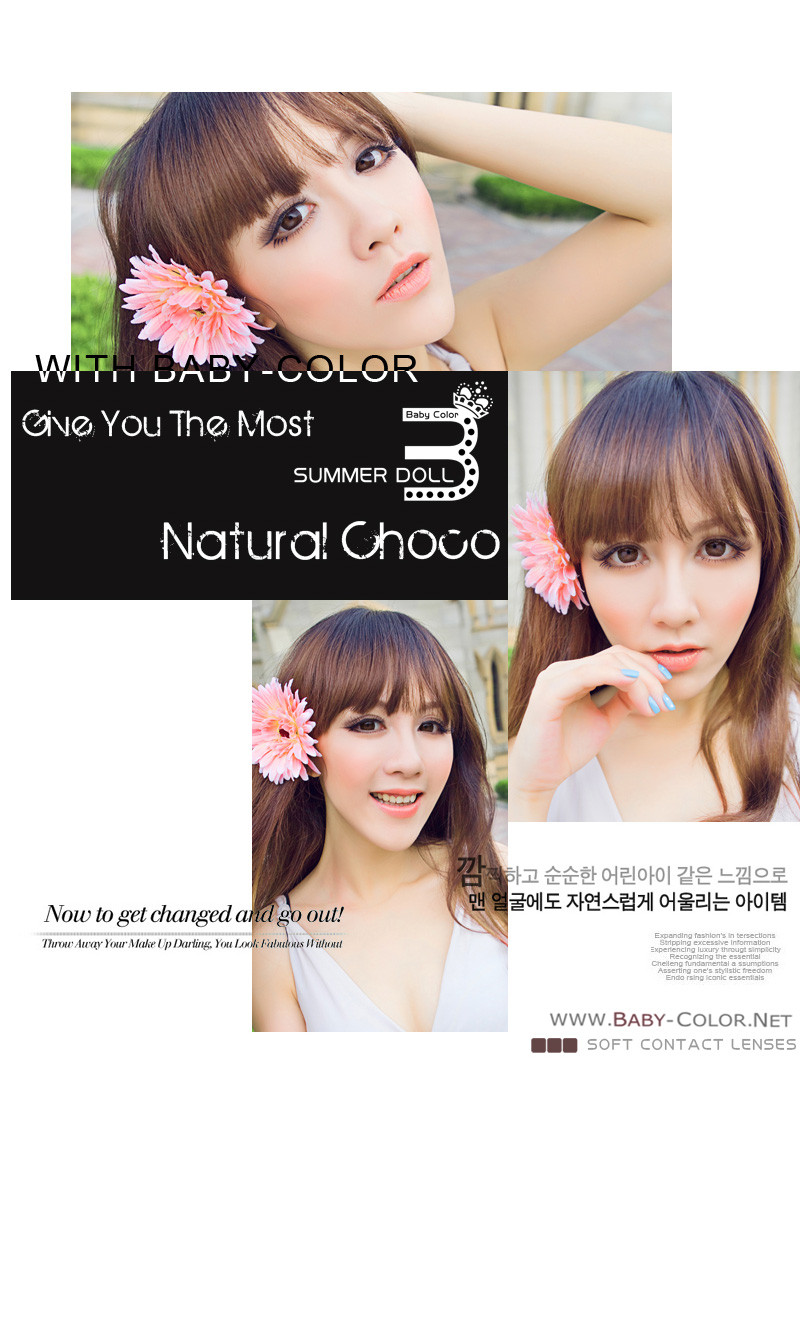 WITH BABY-COLOR
Give You The Most
Baby Color
3
SUMMER DOLL
Natural Choco
깜찍하고 순순한 어린아이 같은 느낌으로
맨 얼굴에도 자연스럽게 어울리는 아이템
Now to get changed and go out!
Throw Away Your Make Up Darling, You Look Fabulous Without
Expanding fashion's in tersections
Stripping excessive information
Experiencing luxury througt simplicity
Recognizing the essential
Chelleng fundamental a ssumptions
Asserting one's stylistic freedom
Endo rsing iconic essentials
WWW.BABY-COLOR.NET
SOFT CONTACT LENSES